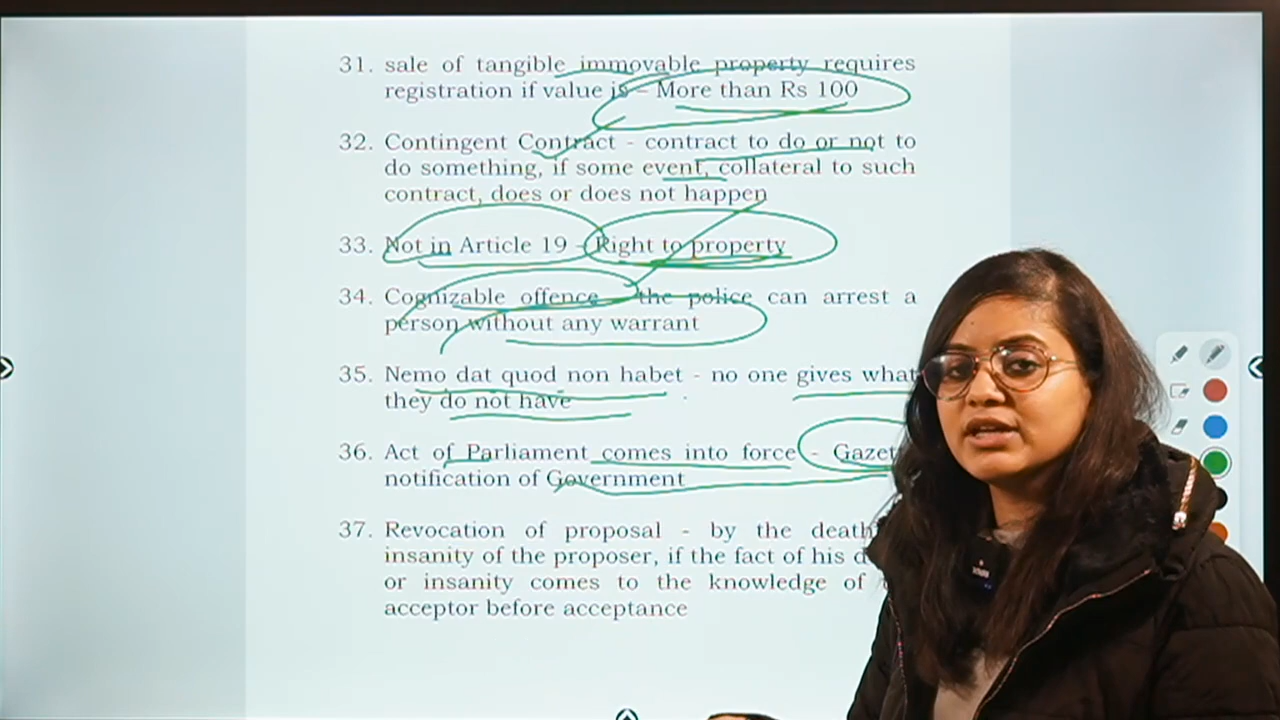 31. sale of tangible immovable property requires
registration if value is – More than Rs 100
32. Contingent Contract - contract to do or not to
do something, if some event, collateral to such
contract, does or does not happen
33. Not in Article 19 - Right to property
34. Cognizable offence - the police can arrest a
person without any warrant
35. Nemo dat quod non habet - no one gives what
they do not have
36. Act of Parliament comes into force -
notification of Government
37. Revocation of proposal - by the death
insanity of the proposer, if the fact of his
or insanity comes to the knowledge of
acceptor before acceptance